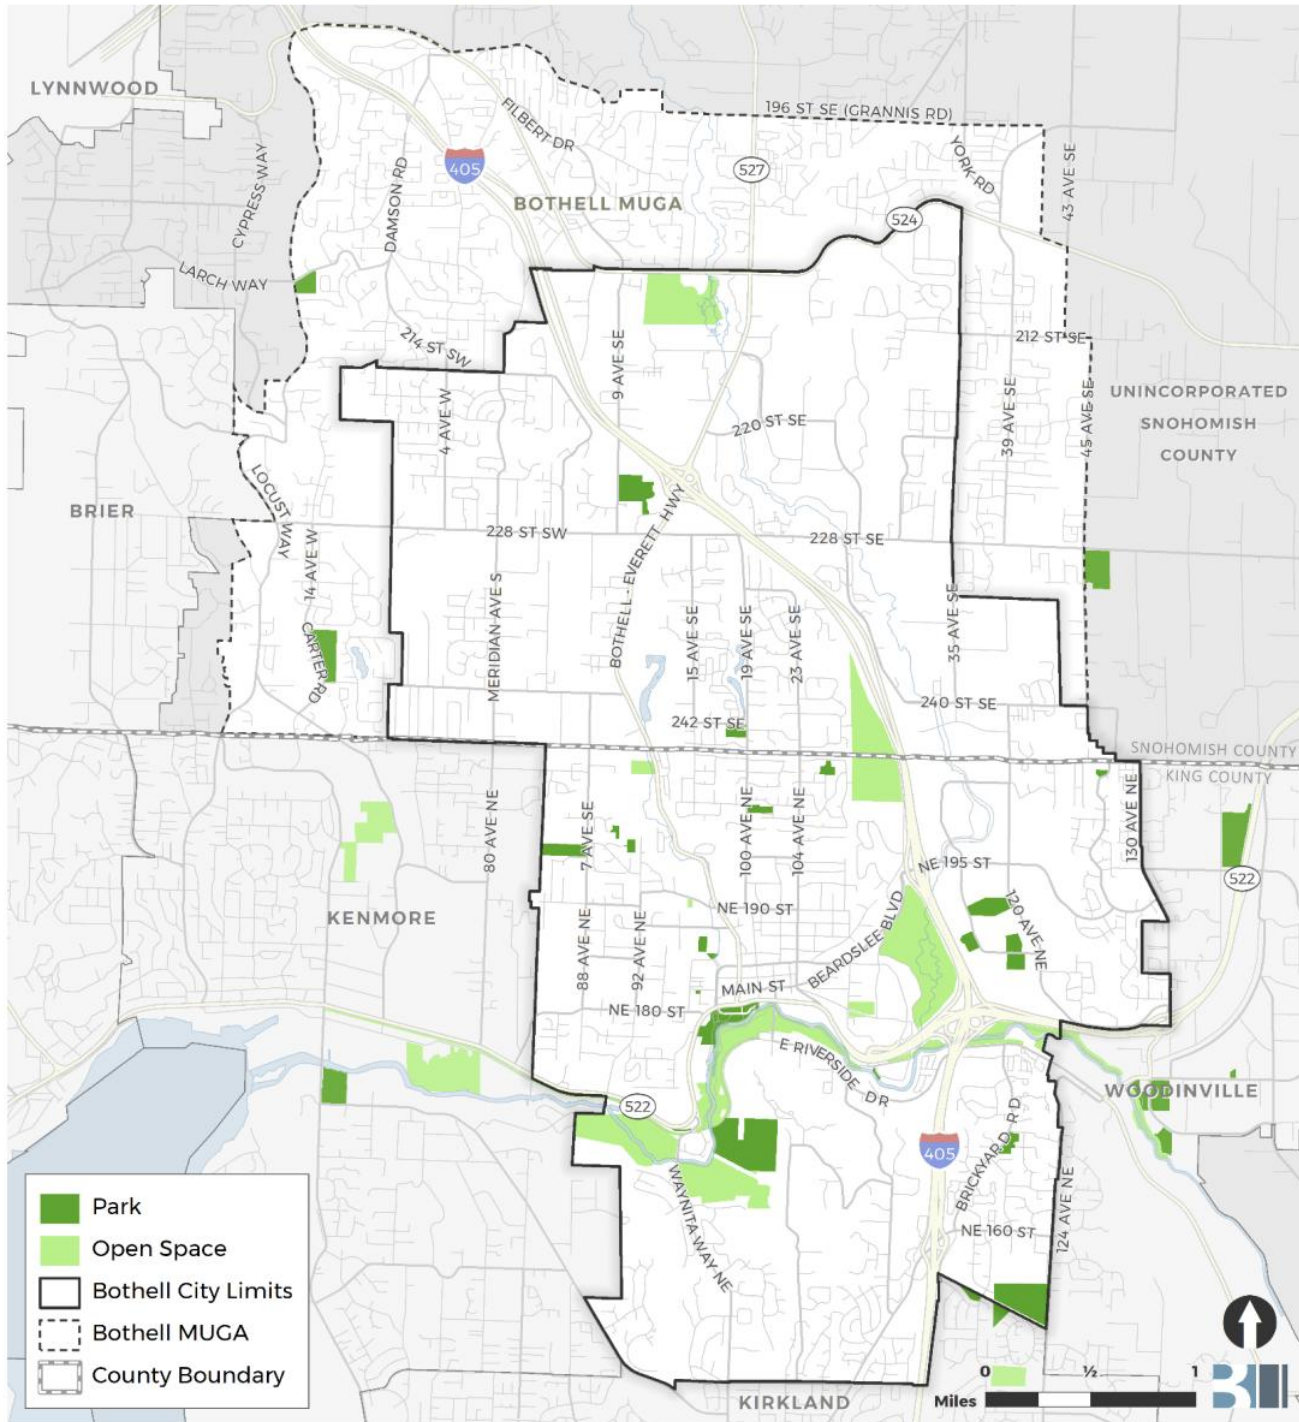 LYNNWOOD
196 ST SE (GRANNIS RD)
FILBERT DR
CYPRESS WAY
DAMSON RD
405
527
YORK RD
43 AVE SE
BOTHELL MUGA
524
LARCH WAY
214 ST SW
9 AVE SE
212 ST SE
4 AVE W
220 ST SE
39 AVE SE
45 AVE SE
UNINCORPORATED
SNOHOMISH
COUNTY
BRIER
LOCUST WAY
14 AVE W
228 ST SW
BOTHELL - EVERETT HWY
228 ST SE
CARTER RD
MERIDIAN AVE S
15 AVE SE
19 AVE SE
23 AVE SE
35 AVE SE
242 ST SE
240 ST SE
SNOHOMISH COUNTY
KING COUNTY
80 AVE NE
7 AVE SE
100 AVE NE
104 AVE NE
130 AVE NE
NE 195 ST
522
KENMORE
88 AVE NE
92 AVE NE
NE 190 ST
BEARDSLEE BLVD
120 AVE NE
MAIN ST
NE 180 ST
E RIVERSIDE DR
522
WOODINVILLE
405
BRICKYARD RD
WAYNITA WAY NE
NE 160 ST
124 AVE NE
Park
Open Space
Bothell City Limits
Bothell MUGA
County Boundary
KIRKLAND
0 ½ 1
Miles